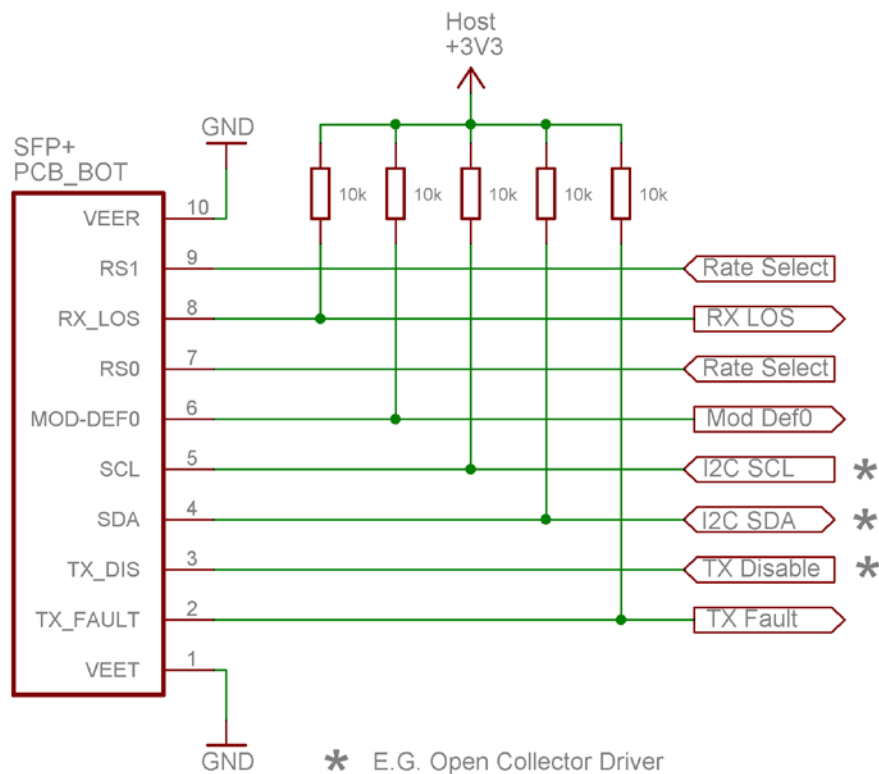 Host
+3V3
GND
SFP+
PCB_BOT
10k
10k
10k
10k
10k
VEER
10
RS1
9
Rate Select
RX_LOS
8
RX LOS
RS0
7
Rate Select
MOD-DEF0
6
Mod Def0
SCL
5
I2C SCL
*
SDA
4
I2C SDA
*
TX_DIS
3
TX Disable
*
TX_FAULT
2
TX Fault
VEET
1
GND
* E.G. Open Collector Driver